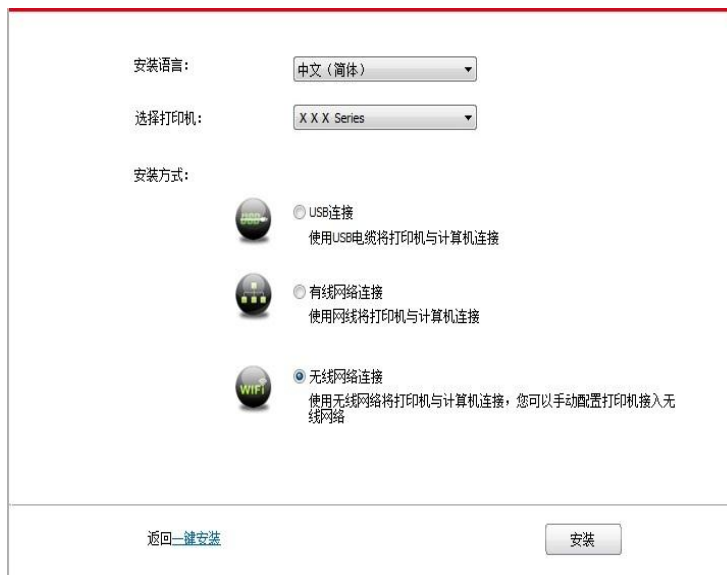 安装语言: 中文（简体）
选择打印机: X X X Series
安装方式:
USB USB连接
使用USB电缆将打印机与计算机连接
有线网络连接
使用网线将打印机与计算机连接
WiFi 无线网络连接
使用无线网络将打印机与计算机连接，您可以手动配置打印机接入无
线网络
返回一键安装 安装